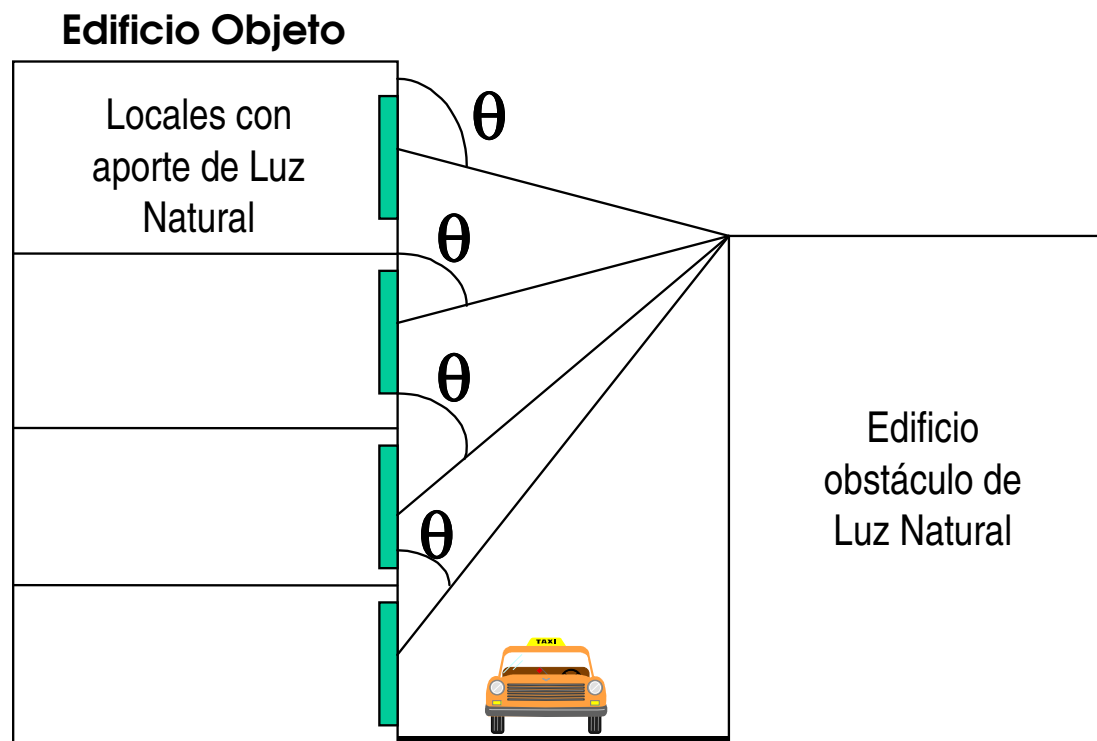 Edificio Objeto
Locales con
aporte de Luz
Natural
θ
θ
θ
θ
Edificio
obstáculo de
Luz Natural
TAXI